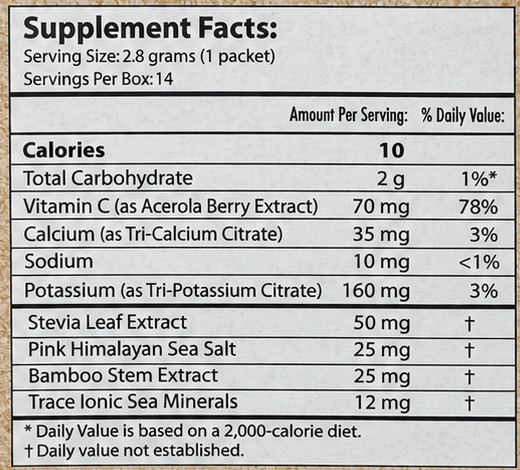 Supplement Facts:
Serving Size: 2.8 grams (1 packet)
Servings Per Box: 14
Amount Per Serving: % Daily Value:
Calories 10
Total Carbohydrate 2 g 1%*
Vitamin C (as Acerola Berry Extract) 70 mg 78%
Calcium (as Tri-Calcium Citrate) 35 mg 3%
Sodium 10 mg <1%
Potassium (as Tri-Potassium Citrate) 160 mg 3%
Stevia Leaf Extract 50 mg †
Pink Himalayan Sea Salt 25 mg †
Bamboo Stem Extract 25 mg †
Trace Ionic Sea Minerals 12 mg †
* Daily Value is based on a 2,000-calorie diet.
† Daily value not established.